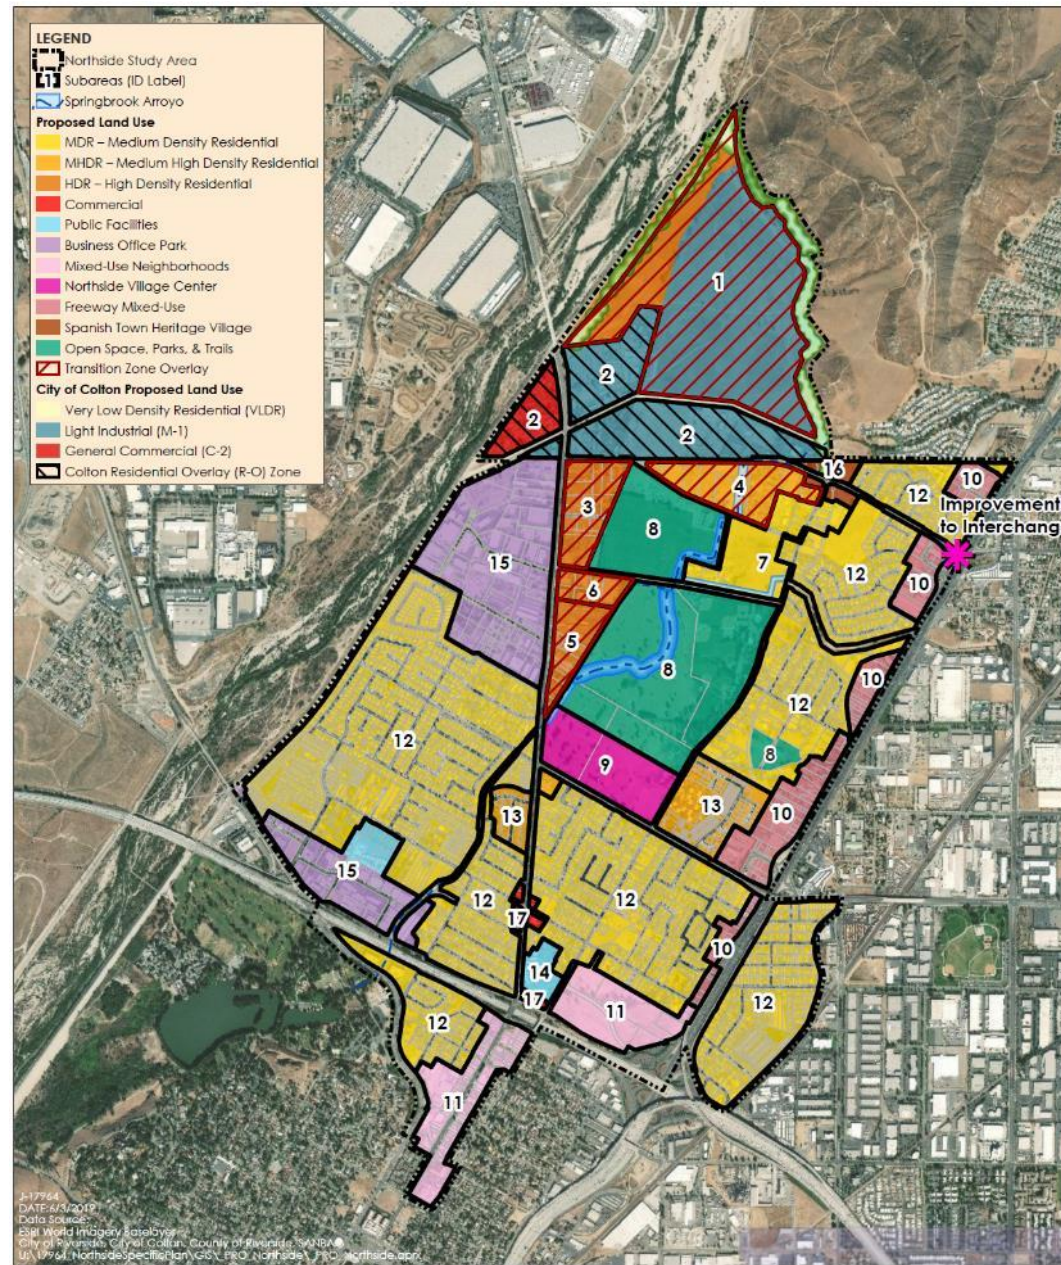 LEGEND
Northside Study Area
1 Subareas (ID Label)
Springbrook Arroyo
Proposed Land Use
MDR – Medium Density Residential
MHDR – Medium High Density Residential
HDR – High Density Residential
Commercial
Public Facilities
Business Office Park
Mixed-Use Neighborhoods
Northside Village Center
Freeway Mixed-Use
Spanish Town Heritage Village
Open Space, Parks, & Trails
Transition Zone Overlay
City of Colton Proposed Land Use
Very Low Density Residential (VLDR)
Light Industrial (M-1)
General Commercial (C-2)
Colton Residential Overlay (R-O) Zone
1
2
2
2
16
10
12
Improvement
to Interchang
3
4
8
7
12
10
15
6
5
8
10
12
12
8
9
13
10
13
15
12
12
17
10
14
17
11
12
12
11
J-17964
DATE:6/3/2019
Data Source:
ESRI World Imagery Baselayer
City of Riverside, City of Colton, County of Riverside, SANBAG